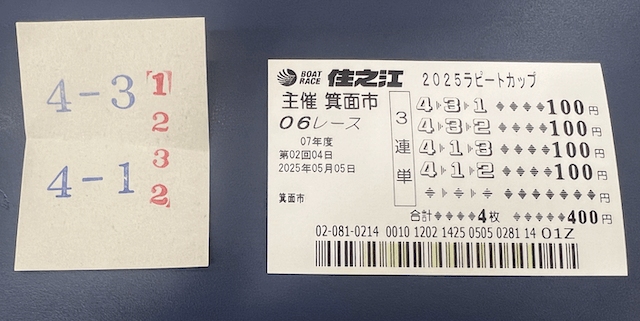 4-3 1
2
4-1 3
2
BOAT RACE 住之江 2025ラピートカップ
主催 箕面市
06レース
07年度
第02回04日
2025年05月05日
箕面市
3連単
4 3 1 100円
4 3 2 100円
4 1 3 100円
4 1 2 100円
円
合計 4枚 400円
02-081-0214 0010 1202 1425 0505 0281 14 01Z